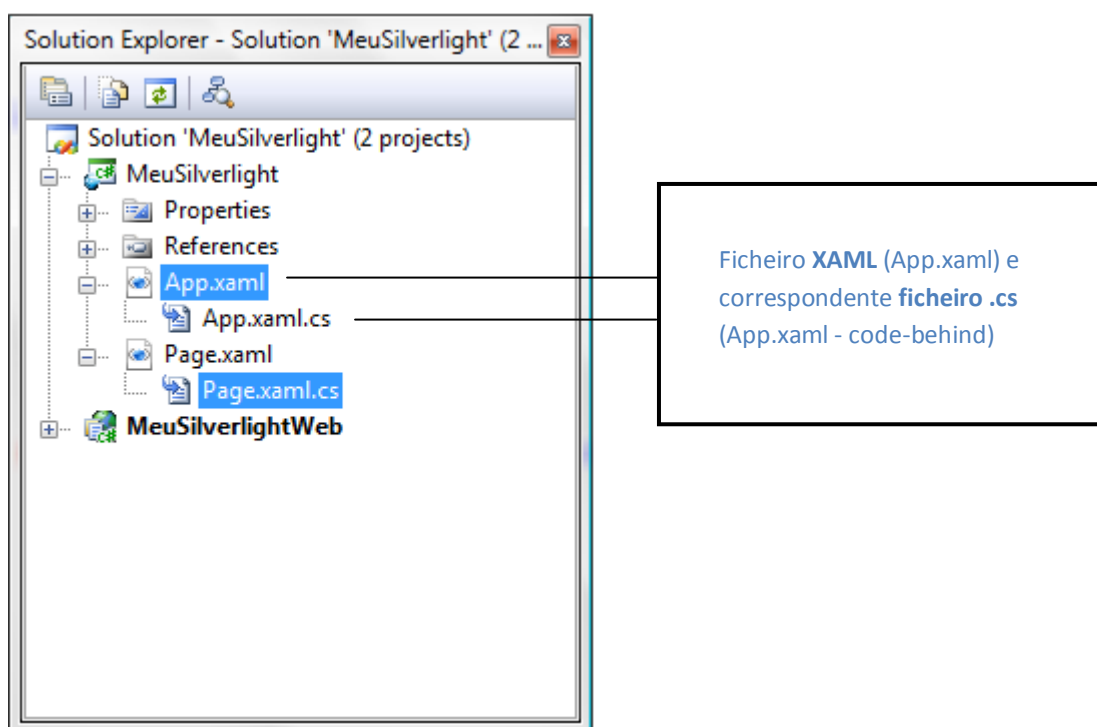 Solution Explorer - Solution 'MeuSilverlight' (2 ...
Solution 'MeuSilverlight' (2 projects)
MeuSilverlight
Properties
References
App.xaml
App.xaml.cs
Page.xaml
Page.xaml.cs
MeuSilverlightWeb
Ficheiro XAML (App.xaml) e
correspondente ficheiro .cs
(App.xaml - code-behind)